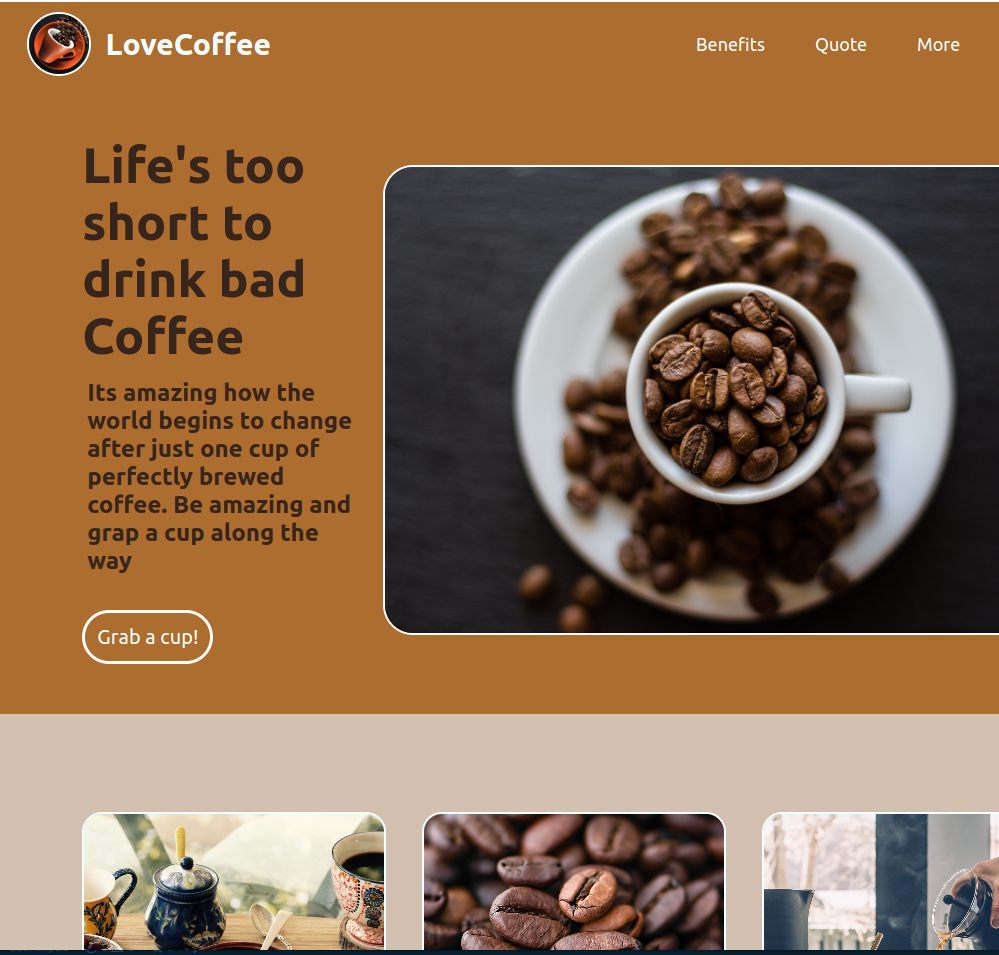 LoveCoffee
Benefits
Quote
More
Life's too
short to
drink bad
Coffee
Its amazing how the
world begins to change
after just one cup of
perfectly brewed
coffee. Be amazing and
grap a cup along the
way
Grab a cup!